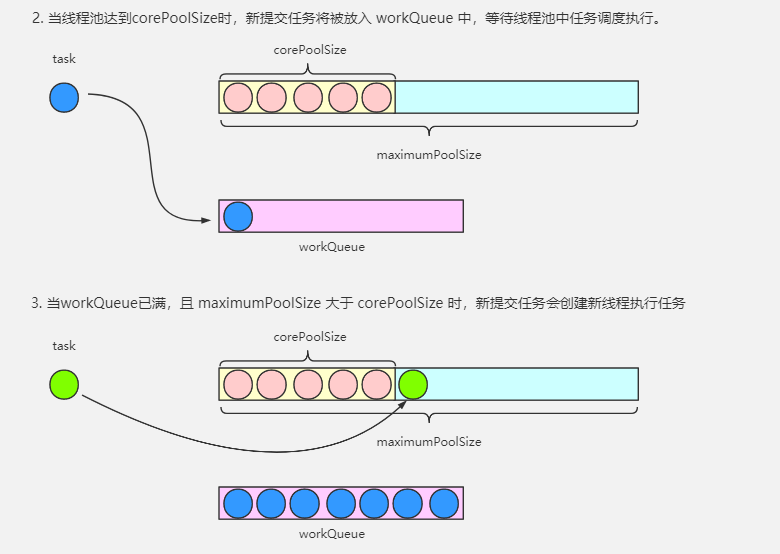 2. 当线程池达到corePoolSize时，新提交任务将被放入 workQueue 中，等待线程池中任务调度执行。
task
corePoolSize
maximumPoolSize
workQueue
3. 当workQueue已满，且 maximumPoolSize 大于 corePoolSize 时，新提交任务会创建新线程执行任务
task
corePoolSize
maximumPoolSize
workQueue